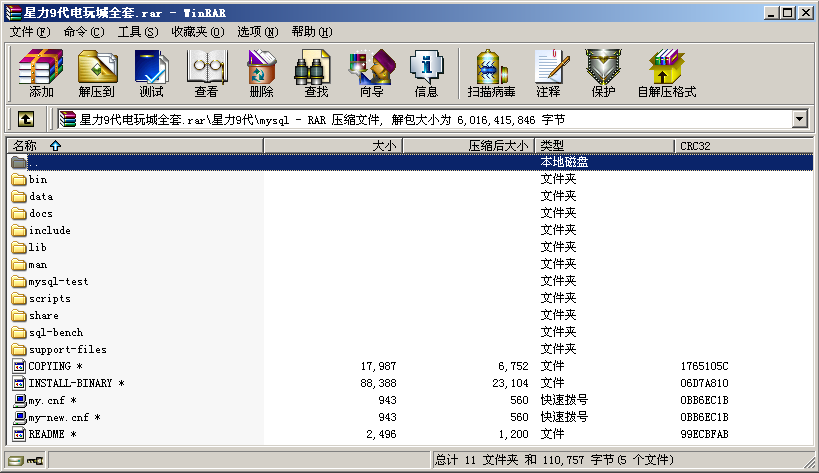 星力9代电玩城全套.rar - WinRAR
文件(F) 命令(C) 工具(S) 收藏夹(O) 选项(N) 帮助(H)
添加 解压到 测试 查看 删除 查找 向导 信息 扫描病毒 注释 保护 自解压格式
星力9代电玩城全套.rar\星力9代\mysql - RAR 压缩文件, 解包大小为 6,016,415,846 字节
名称 大小 压缩后大小 类型 CRC32
.. 本地磁盘
bin 文件夹
data 文件夹
docs 文件夹
include 文件夹
lib 文件夹
man 文件夹
mysql-test 文件夹
scripts 文件夹
share 文件夹
sql-bench 文件夹
support-files 文件夹
COPYING * 17,987 6,752 文件 1765105C
INSTALL-BINARY * 88,388 23,104 文件 06D7A810
my.cnf * 943 560 快速拨号 0BB6EC1B
my-new.cnf * 943 560 快速拨号 0BB6EC1B
README * 2,496 1,200 文件 99ECBFAB
总计 11 文件夹 和 110,757 字节(5 个文件)